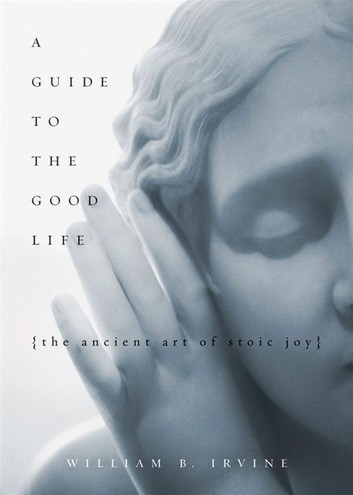 A
GUIDE
TO
THE
GOOD
LIFE
{the ancient art of stoic joy}
WILLIAM B. IRVINE